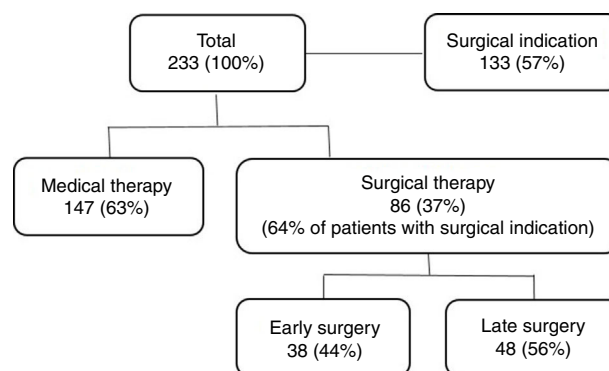 Total
233 (100%)
Surgical indication
133 (57%)
Medical therapy
147 (63%)
Surgical therapy
86 (37%)
(64% of patients with surgical indication)
Early surgery
38 (44%)
Late surgery
48 (56%)